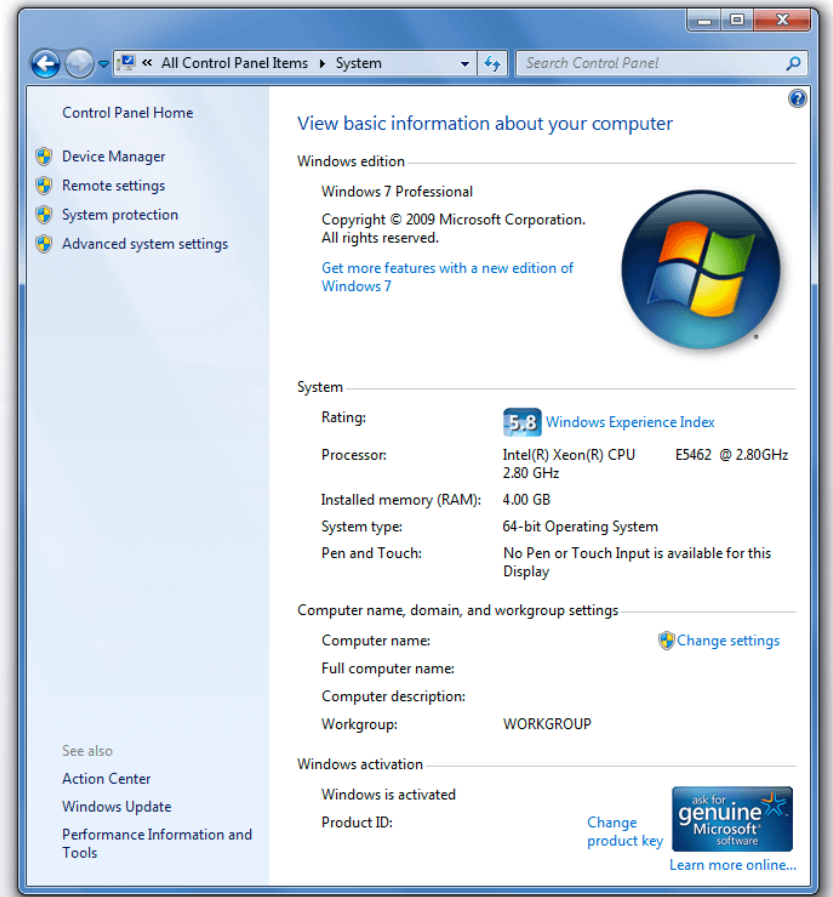 « All Control Panel Items ▸ System
Search Control Panel
Control Panel Home
Device Manager
Remote settings
System protection
Advanced system settings
See also
Action Center
Windows Update
Performance Information and
Tools
View basic information about your computer
Windows edition
Windows 7 Professional
Copyright © 2009 Microsoft Corporation.
All rights reserved.
Get more features with a new edition of
Windows 7
System
Rating:
5.8 Windows Experience Index
Processor:
Intel(R) Xeon(R) CPU E5462 @ 2.80GHz
2.80 GHz
Installed memory (RAM):
4.00 GB
System type:
64-bit Operating System
Pen and Touch:
No Pen or Touch Input is available for this
Display
Computer name, domain, and workgroup settings
Computer name:
Change settings
Full computer name:
Computer description:
Workgroup:
WORKGROUP
Windows activation
Windows is activated
Product ID:
Change
product key
ask for
genuine
Microsoft
software
Learn more online...